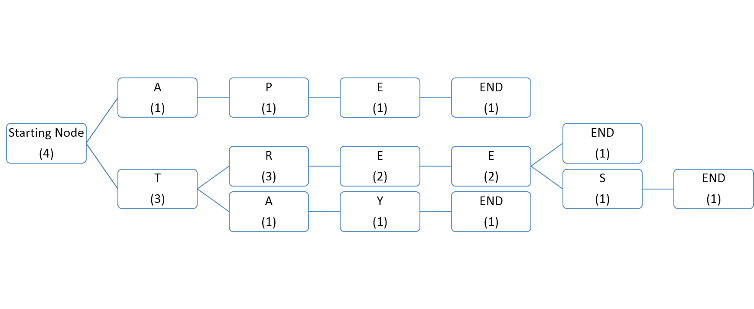 A
(1)
P
(1)
E
(1)
END
(1)
Starting Node
(4)
T
(3)
R
(3)
E
(2)
E
(2)
END
(1)
S
(1)
END
(1)
A
(1)
Y
(1)
END
(1)